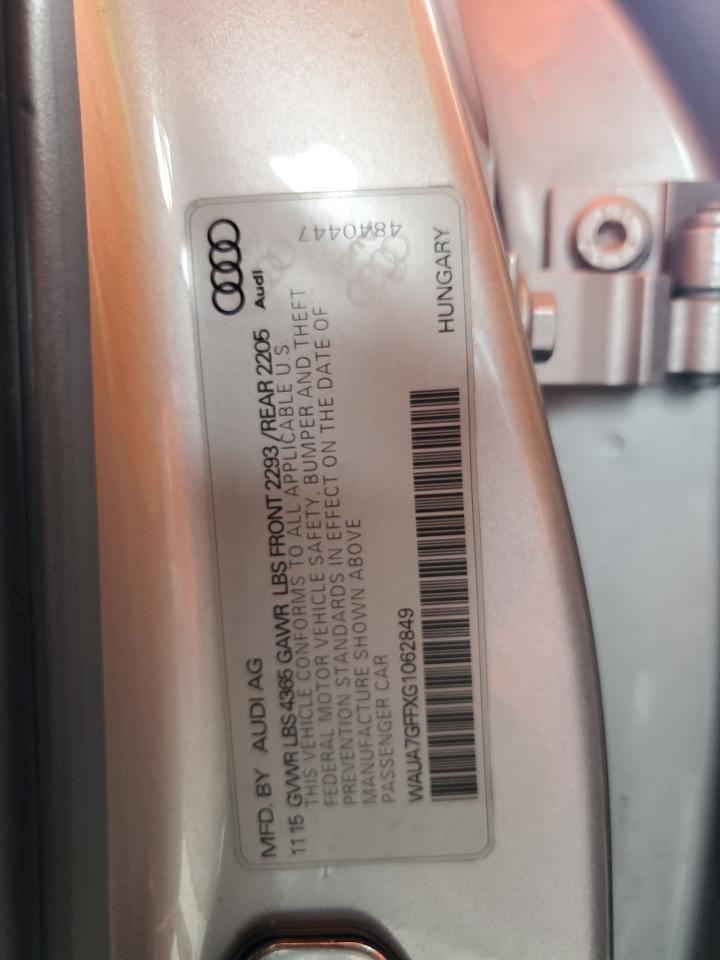 MFD. BY AUDI AG
Audi
11 15 GVWR LBS 4365 GAWR LBS FRONT 2293 /REAR 2205
THIS VEHICLE CONFORMS TO ALL APPLICABLE U.S.
FEDERAL MOTOR VEHICLE SAFETY, BUMPER AND THEFT
PREVENTION STANDARDS IN EFFECT ON THE DATE OF
MANUFACTURE SHOWN ABOVE
PASSENGER CAR
4840447
WAUA7GFFXG1062849
HUNGARY